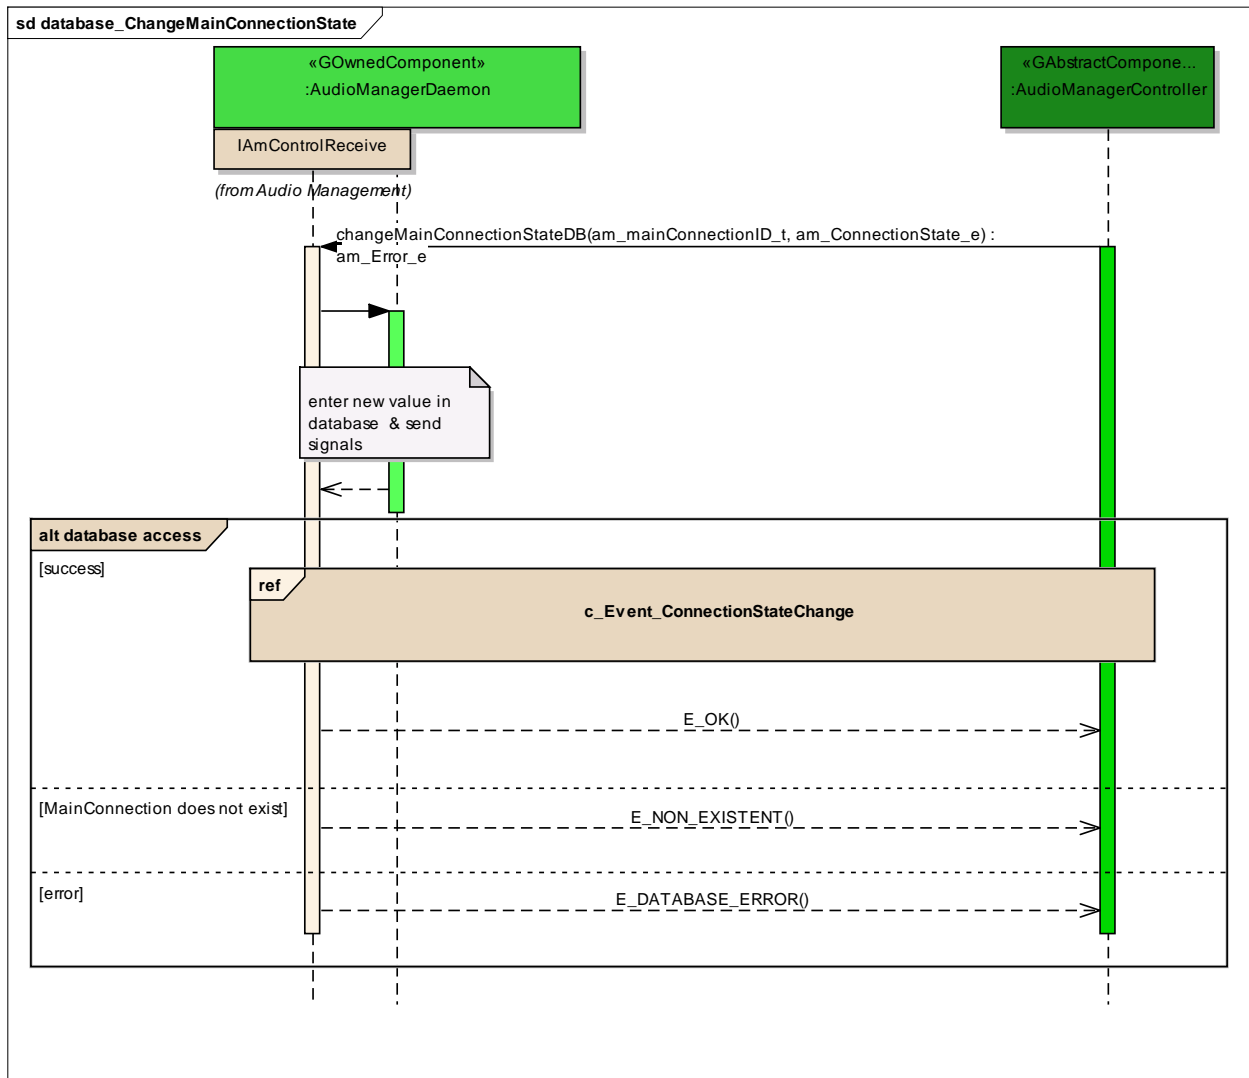 sd database_ChangeMainConnectionState
«GOwnedComponent»
:AudioManagerDaemon
«GAbstractCompone...
:AudioManagerController
IAmControlReceive
(from Audio Management)
changeMainConnectionStateDB(am_mainConnectionID_t, am_ConnectionState_e) :
am_Error_e
enter new value in
database & send
signals
alt database access
[success]
ref
c_Event_ConnectionStateChange
E_OK()
[MainConnection does not exist]
E_NON_EXISTENT()
[error]
E_DATABASE_ERROR()